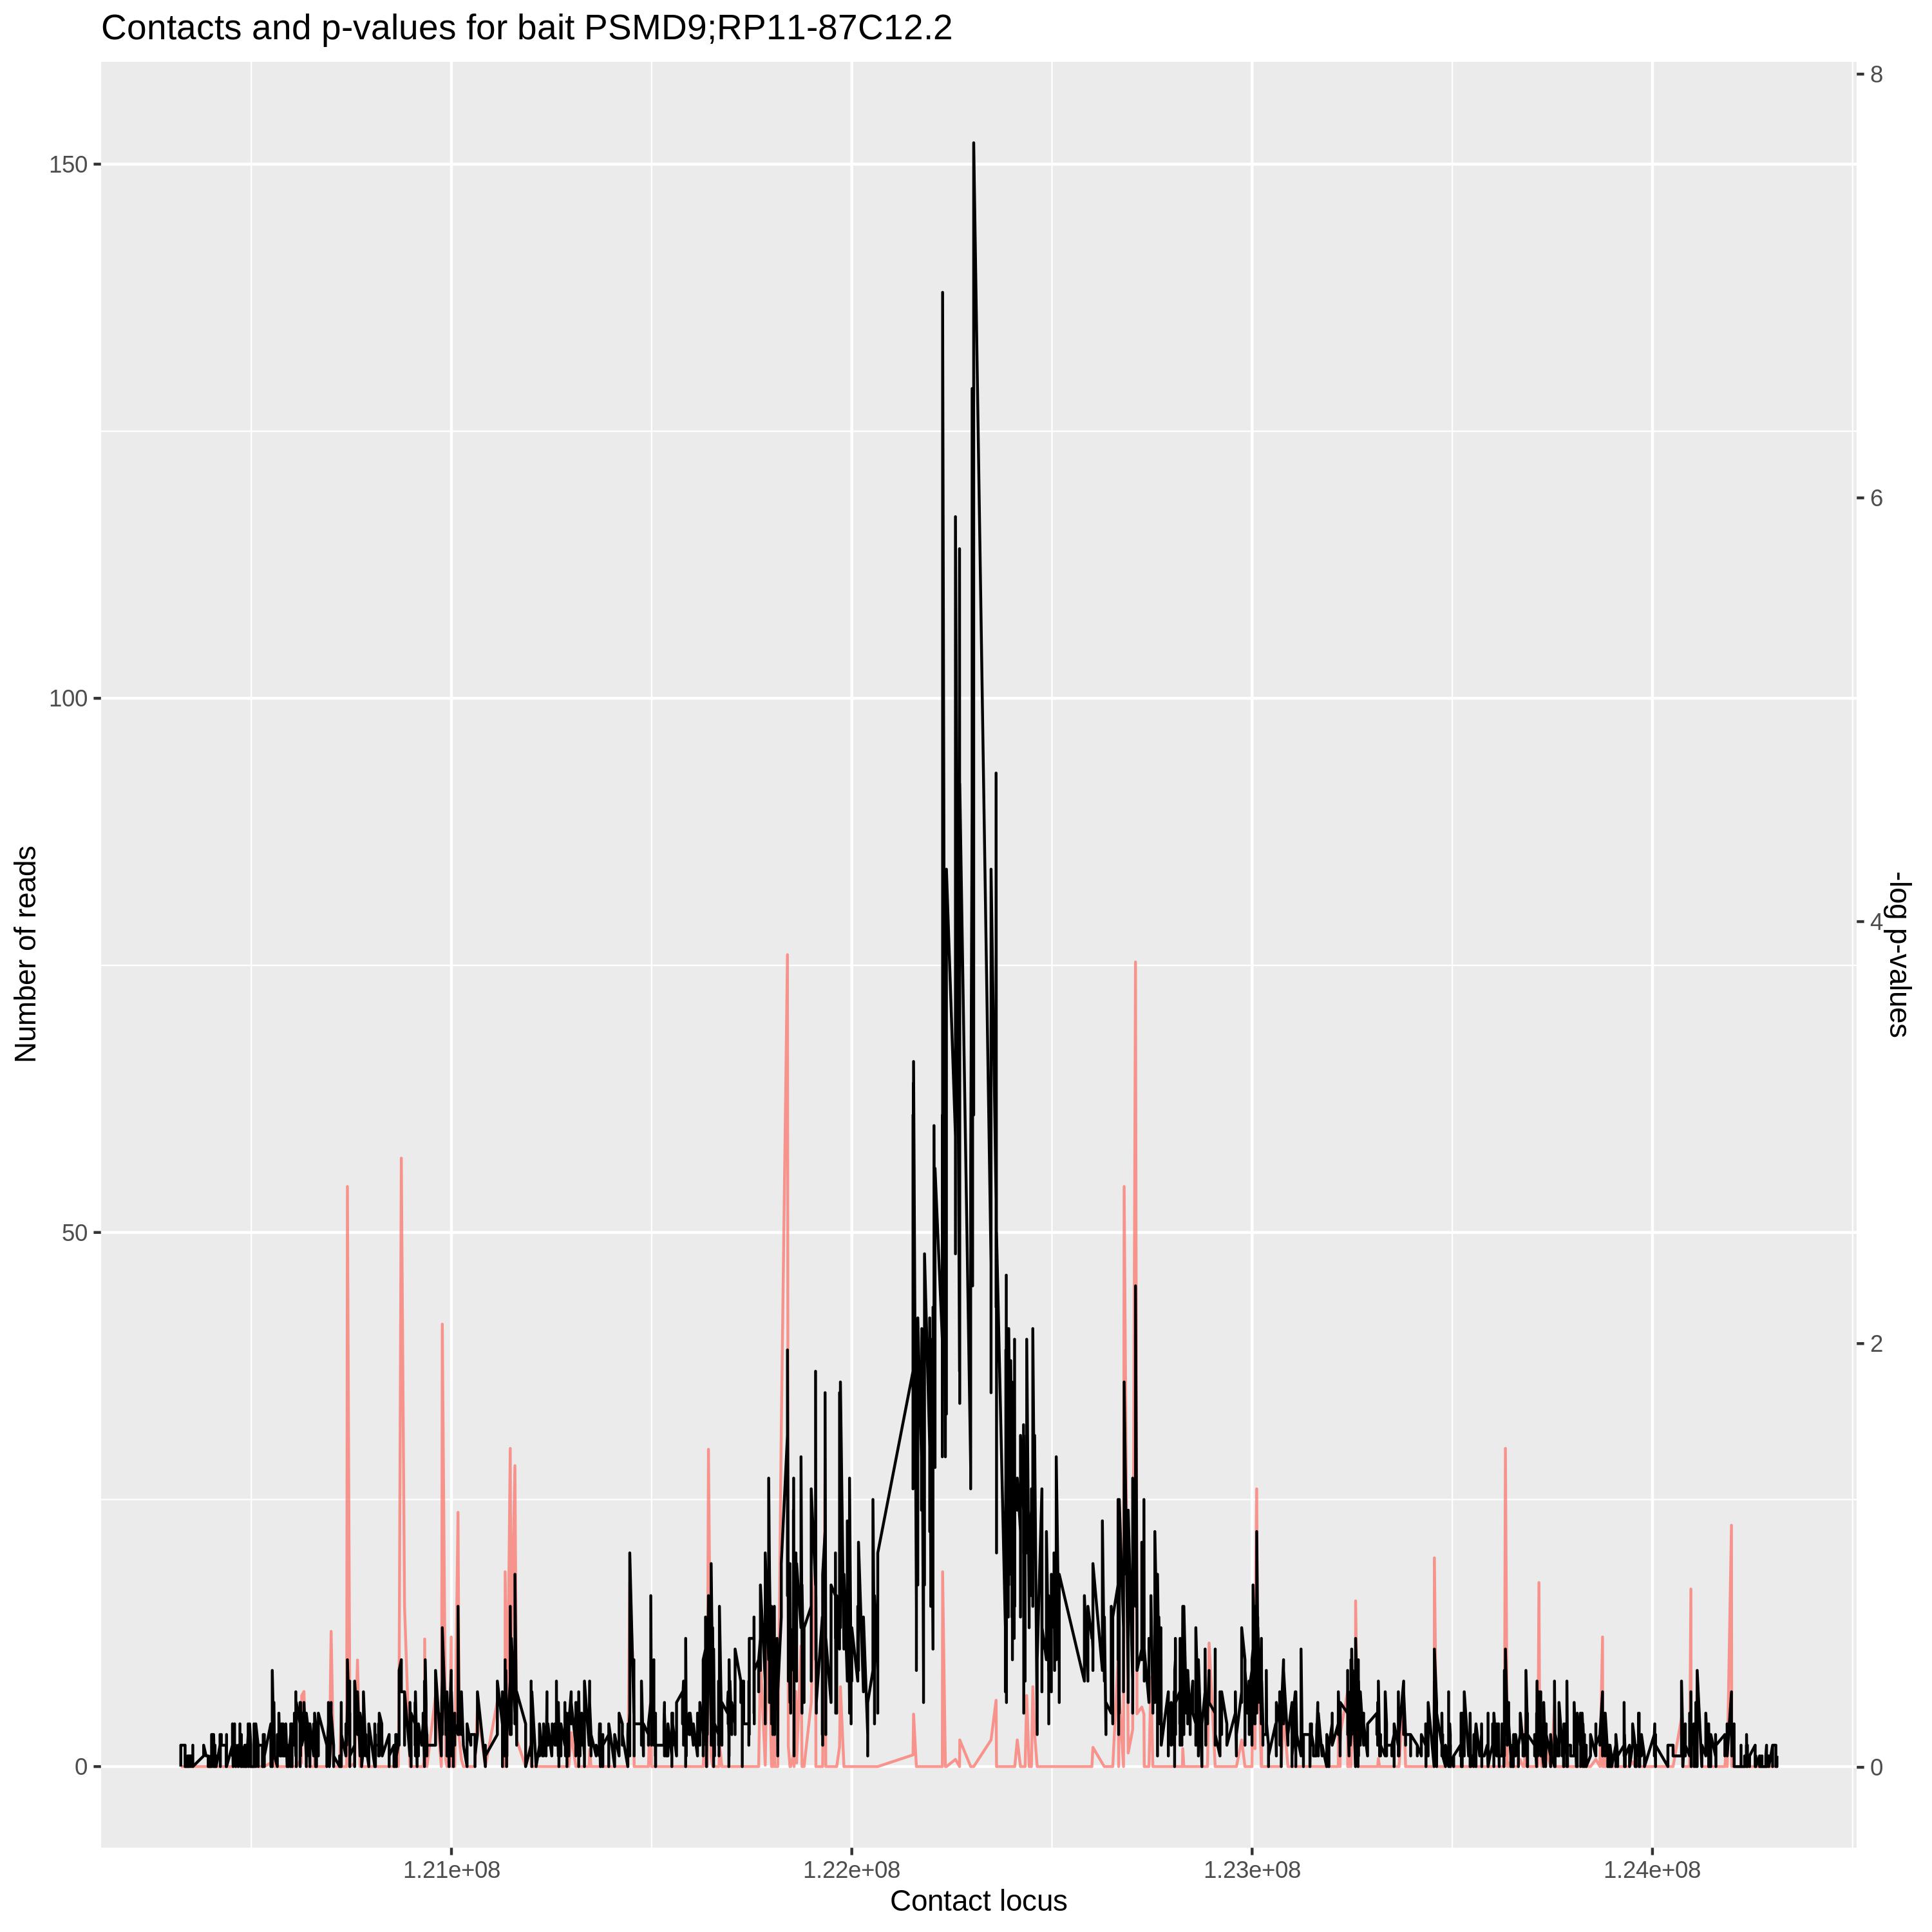 Contacts and p-values for bait PSMD9;RP11-87C12.2
150
100
50
0
8
6
4
2
0
Number of reads
-log p-values
1.21e+08
1.22e+08
1.23e+08
1.24e+08
Contact locus